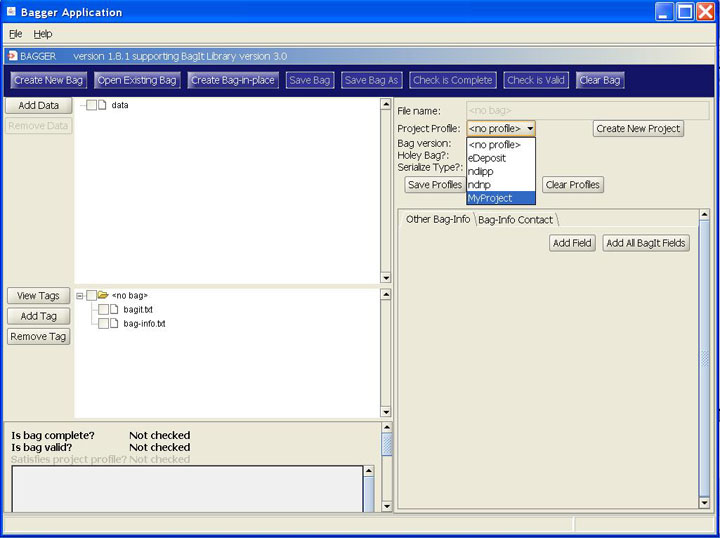 Bagger Application
File Help
BAGGER version 1.8.1 supporting BagIt Library version 3.0
Create New Bag Open Existing Bag Create Bag-in-place Save Bag Save Bag As Check is Complete Check is Valid Clear Bag
Add Data
Remove Data
data
View Tags
Add Tag
Remove Tag
<no bag>
bagit.txt
bag-info.txt
Is bag complete? Not checked
Is bag valid? Not checked
Satisfies project profile? Not checked
File name: <no bag>
Project Profile: <no profile> Create New Project
Bag version:
Holey Bag?:
Serialize Type?:
<no profile>
eDeposit
ndiipp
ndnp
MyProject
Save Profiles Clear Profiles
Other Bag-Info Bag-Info Contact
Add Field Add All BagIt Fields